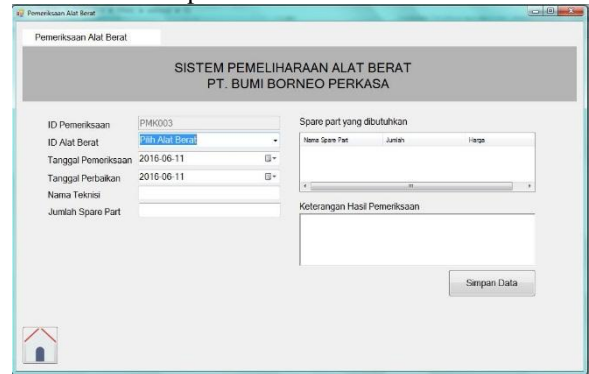 Pemeriksaan Alat Berat
Pemeriksaan Alat Berat
SISTEM PEMELIHARAAN ALAT BERAT
PT. BUMI BORNEO PERKASA
ID Pemeriksaan PMK003
ID Alat Berat Pilih Alat Berat
Tanggal Pemeriksaan 2016-06-11
Tanggal Perbaikan 2016-06-11
Nama Teknisi
Jumlah Spare Part
Spare part yang dibutuhkan
Nama Spare Part Jumlah Harga
Keterangan Hasil Pemeriksaan
Simpan Data